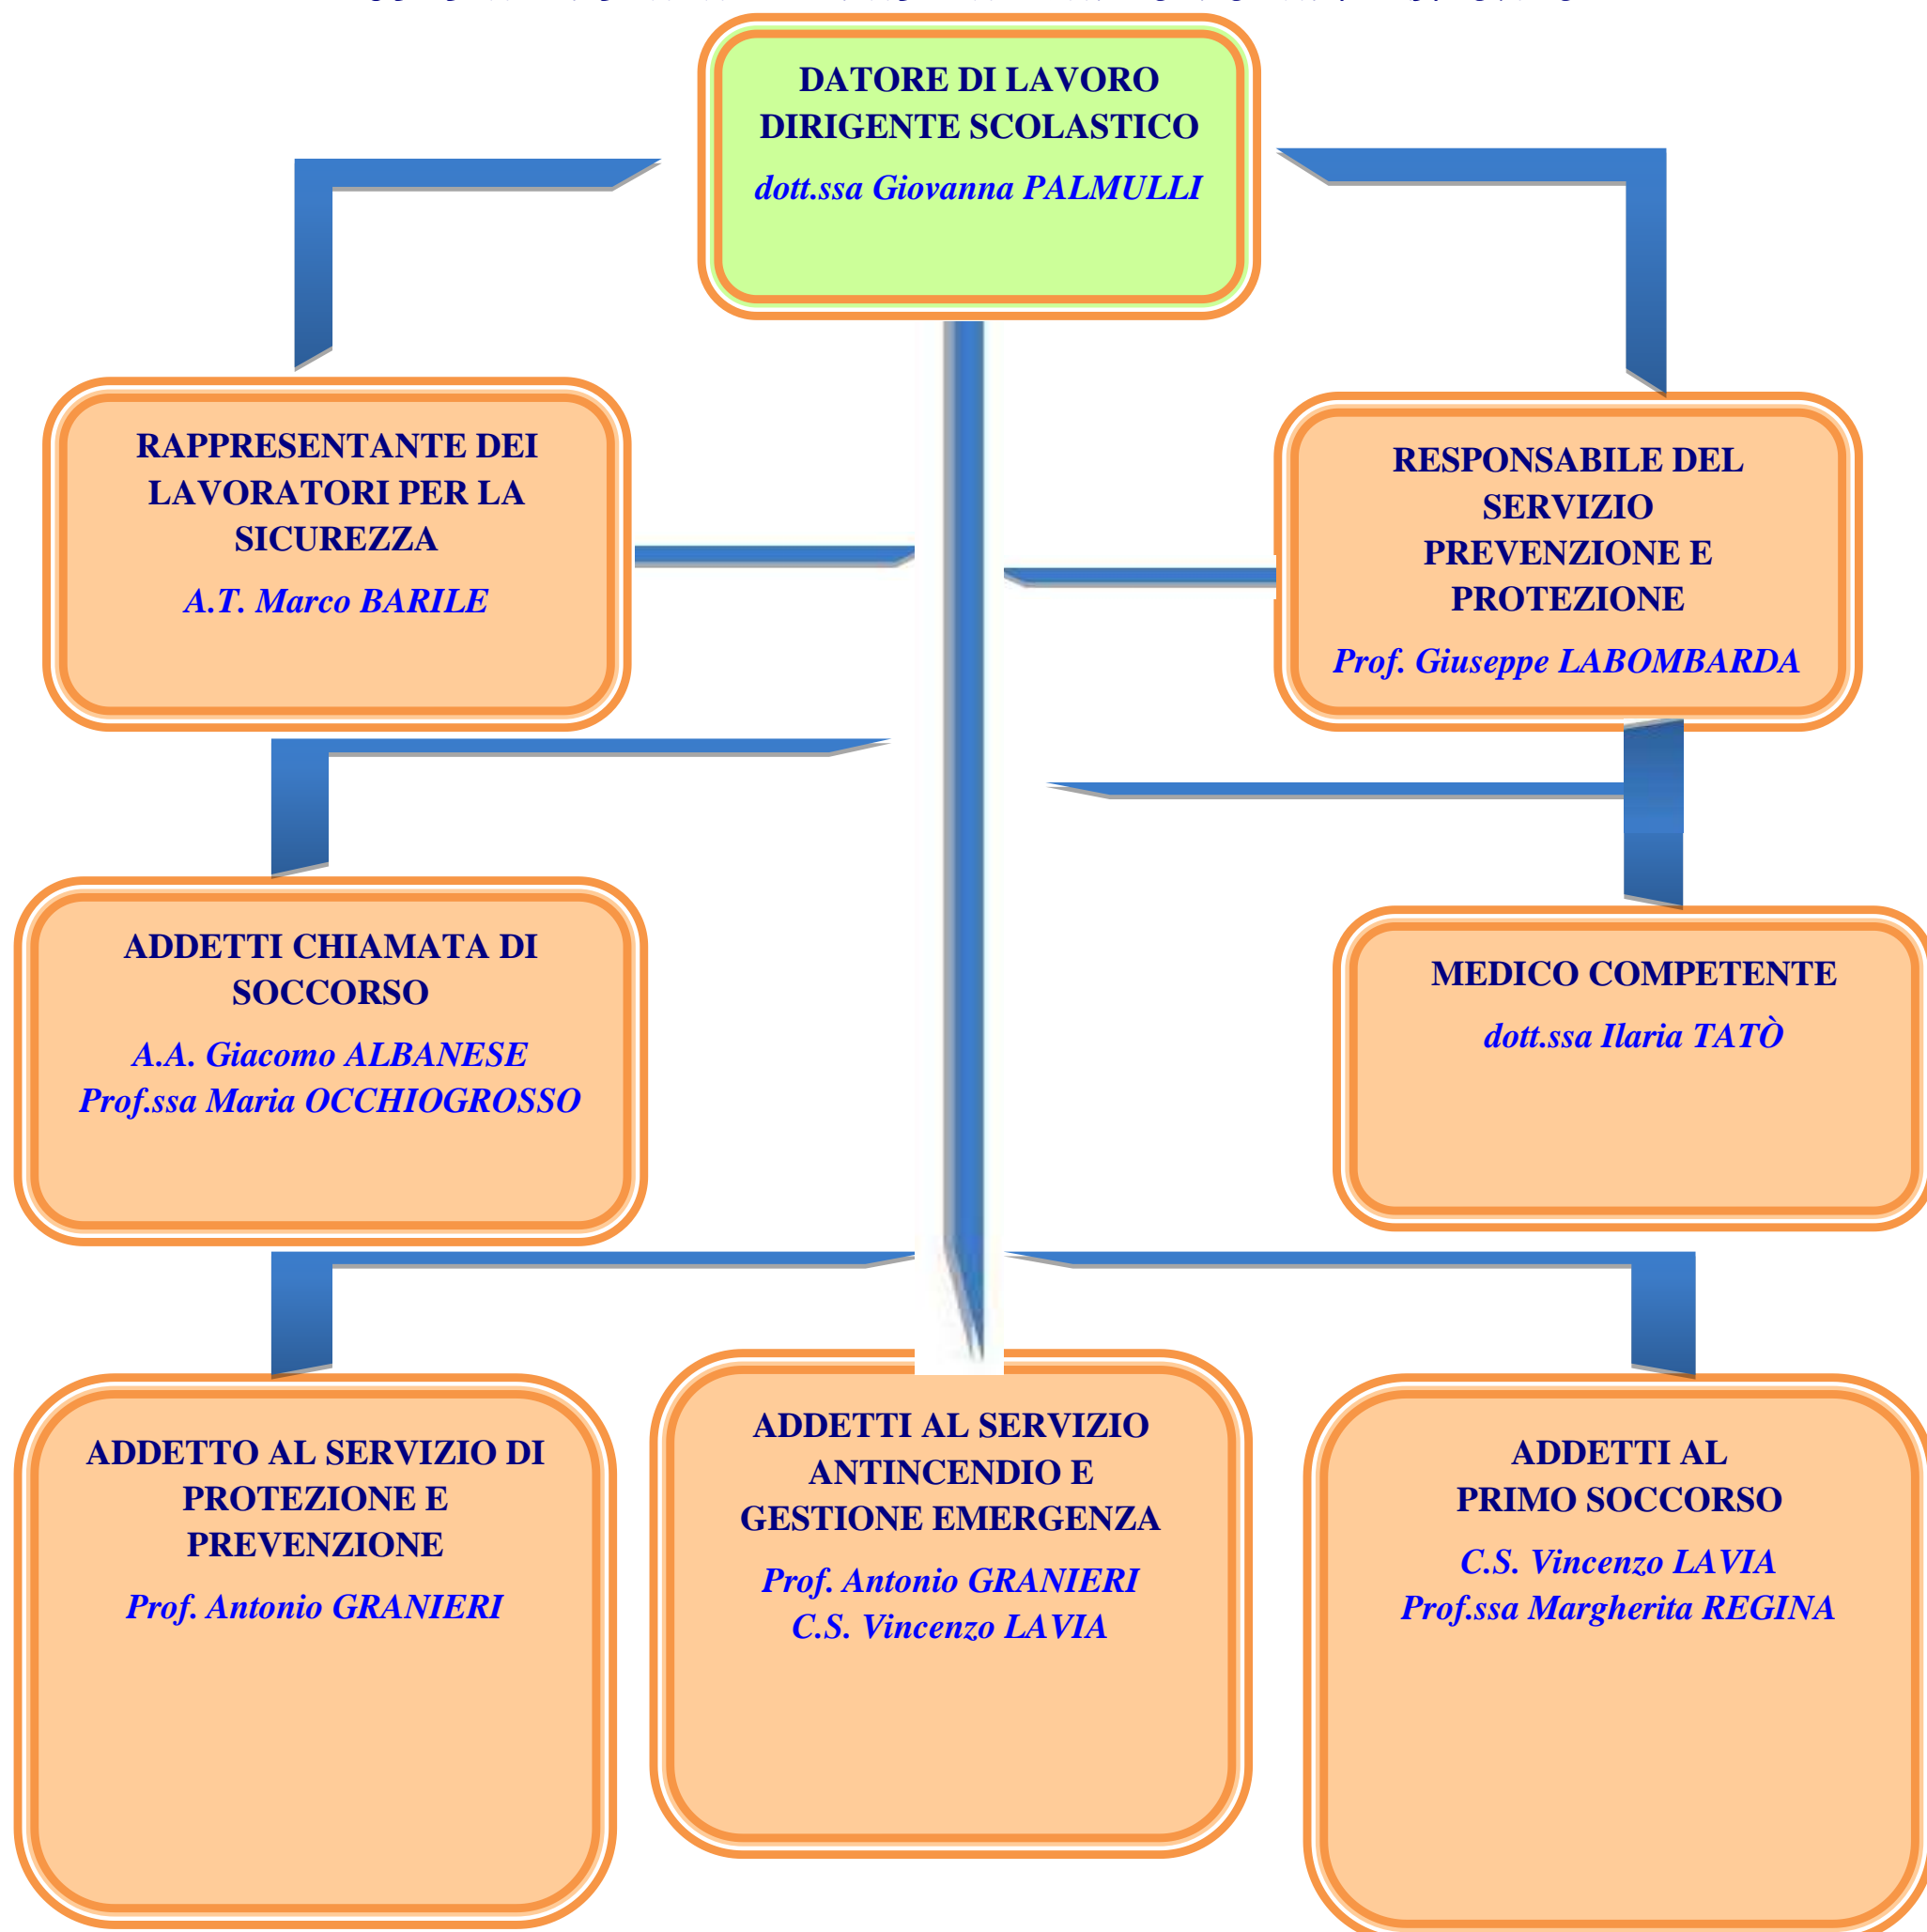 DATORE DI LAVORO
DIRIGENTE SCOLASTICO
dott.ssa Giovanna PALMULLI
RAPPRESENTANTE DEI
LAVORATORI PER LA
SICUREZZA
A.T. Marco BARILE
RESPONSABILE DEL
SERVIZIO
PREVENZIONE E
PROTEZIONE
Prof. Giuseppe LABOMBARDA
ADDETTI CHIAMATA DI
SOCCORSO
A.A. Giacomo ALBANESE
Prof.ssa Maria OCCHIOGROSSO
MEDICO COMPETENTE
dott.ssa Ilaria TATÒ
ADDETTO AL SERVIZIO DI
PROTEZIONE E
PREVENZIONE
Prof. Antonio GRANIERI
ADDETTI AL SERVIZIO
ANTINCENDIO E
GESTIONE EMERGENZA
Prof. Antonio GRANIERI
C.S. Vincenzo LAVIA
ADDETTI AL
PRIMO SOCCORSO
C.S. Vincenzo LAVIA
Prof.ssa Margherita REGINA